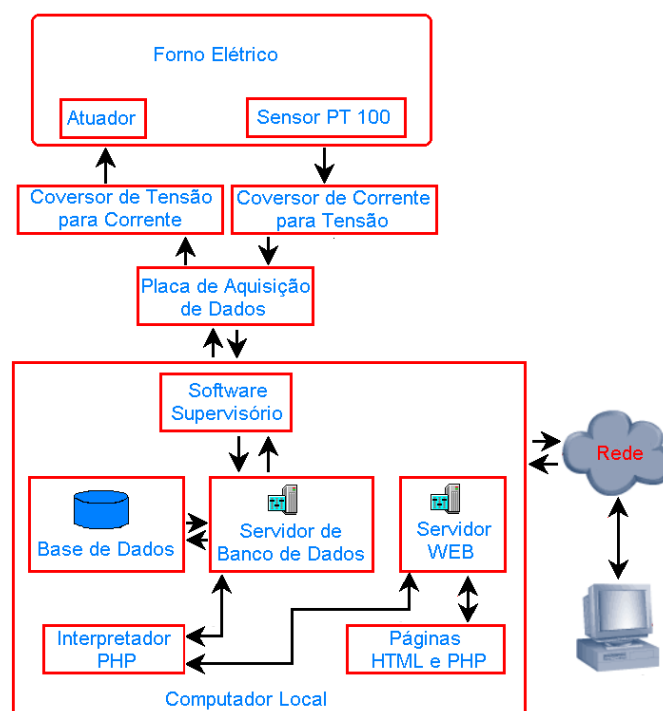 Forno Elétrico
Atuador
Sensor PT 100
Coversor de Tensão
para Corrente
Coversor de Corrente
para Tensão
Placa de Aquisição
de Dados
Software
Supervisório
Rede
Base de Dados
Servidor de
Banco de Dados
Servidor
WEB
Interpretador
PHP
Páginas
HTML e PHP
Computador Local